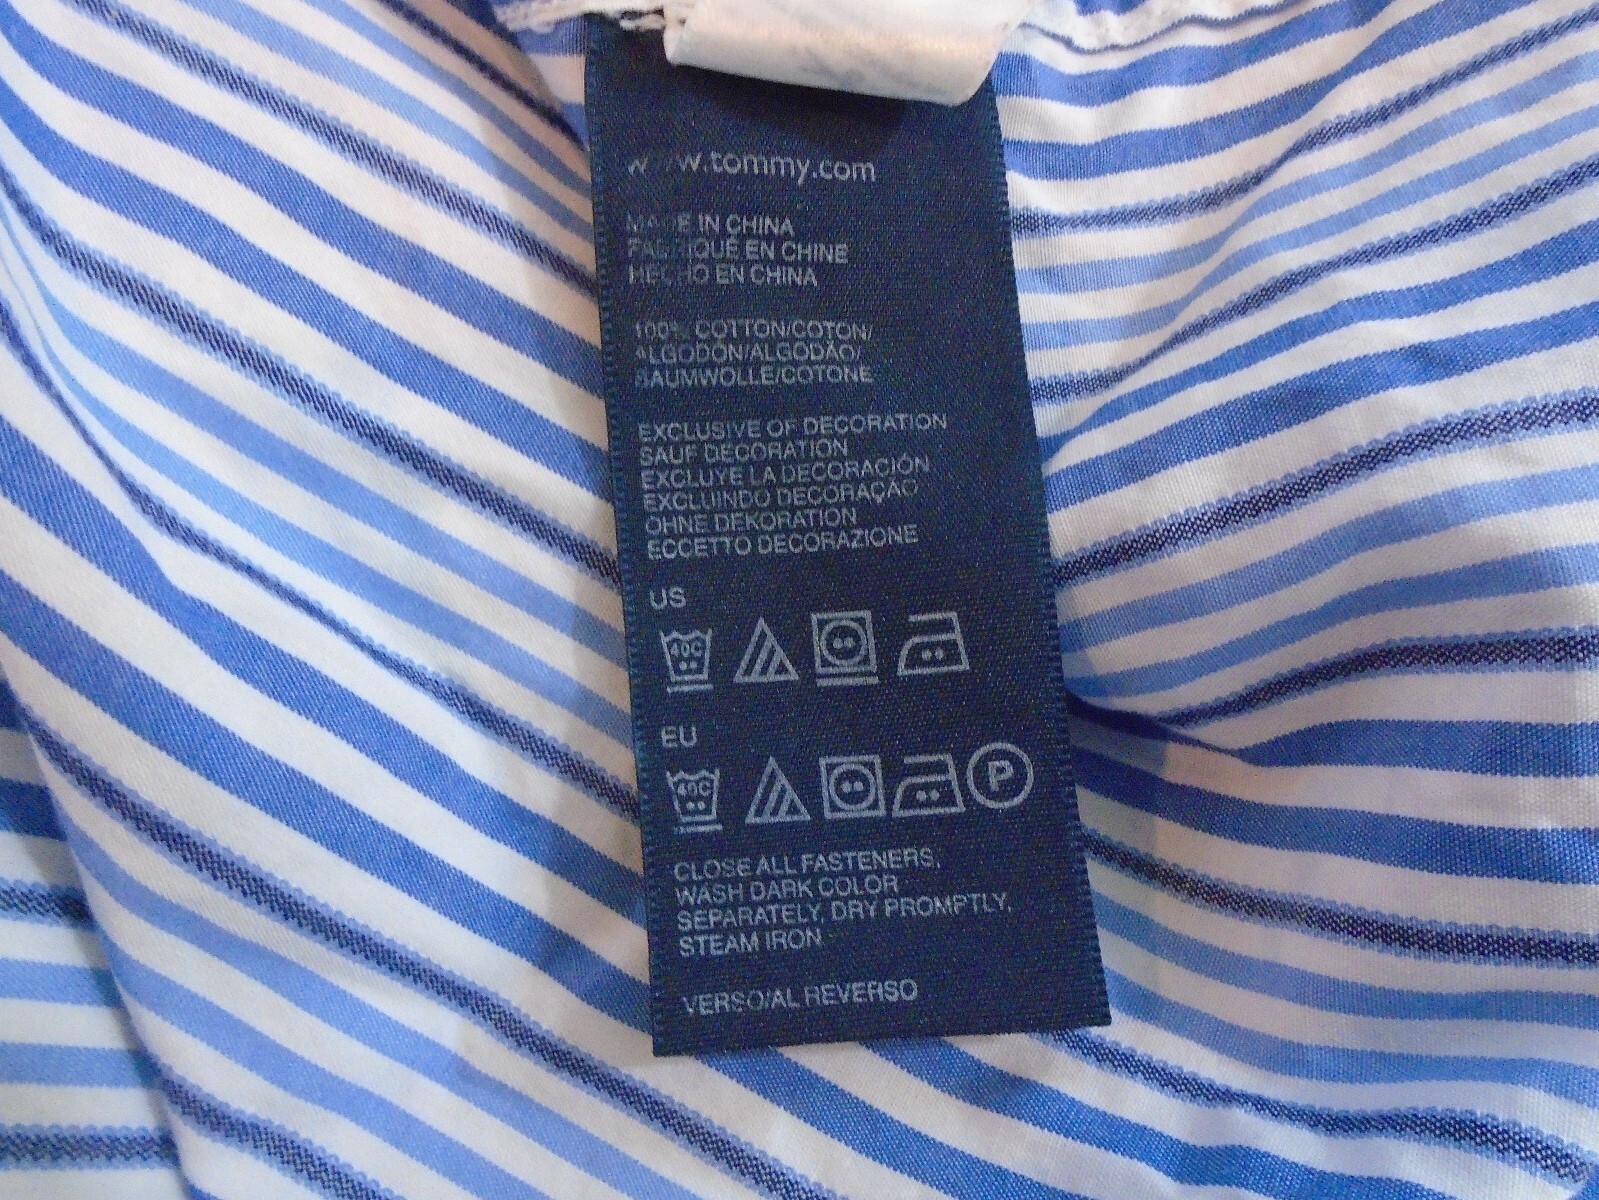 www.tommy.com
MADE IN CHINA
FABRIQUÉ EN CHINE
HECHO EN CHINA
100% COTTON/COTON/
ALGODON/ALGODÃO/
BAUMWOLLE/COTONE
EXCLUSIVE OF DECORATION
SAUF DECORATION
EXCLUYE LA DECORACIÓN
EXCLUINDO DECORAÇAO
OHNE DEKORATION
ECCETTO DECORAZIONE
US
40C
EU
40C P
CLOSE ALL FASTENERS,
WASH DARK COLOR
SEPARATELY, DRY PROMPTLY,
STEAM IRON
VERSO/AL REVERSO